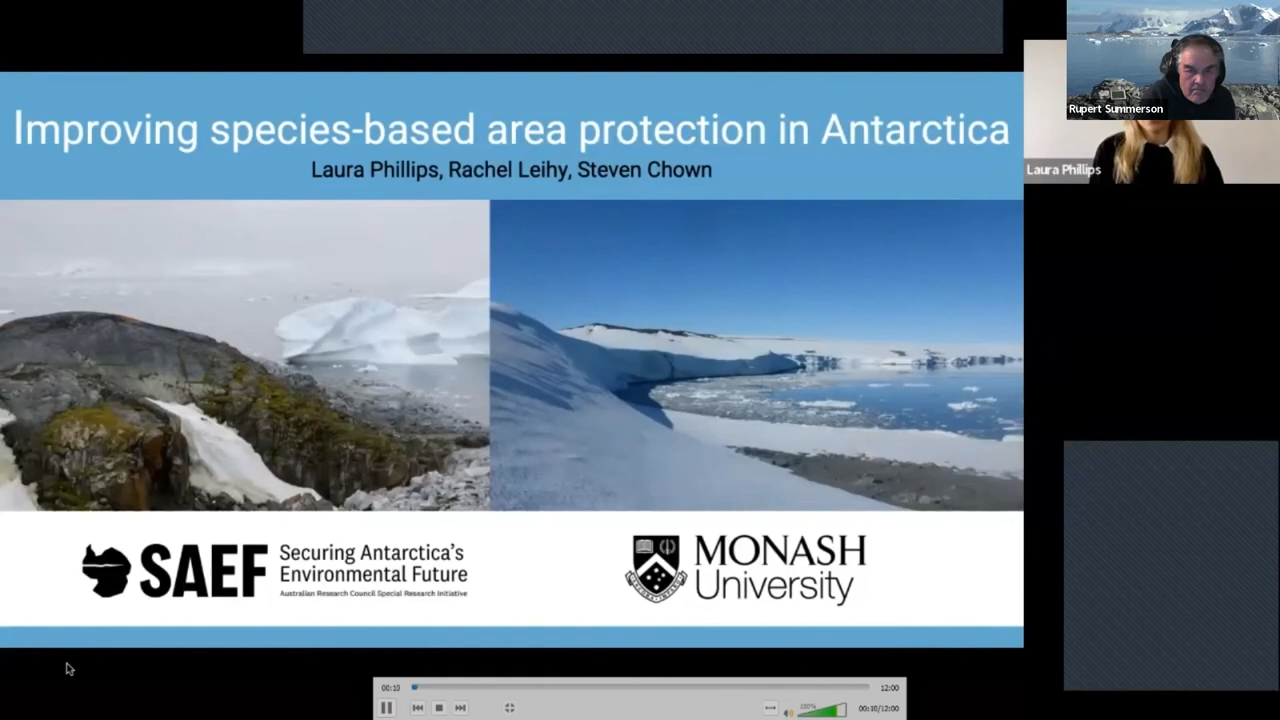 Improving species-based area protection in Antarctica
Laura Phillips, Rachel Leihy, Steven Chown
Rupert Summerson
Laura Phillips
SAEF
Securing Antarctica's
Environmental Future
Australian Research Council Special Research Initiative
MONASH
University
00:10
12:00
100%
00:10/12:00